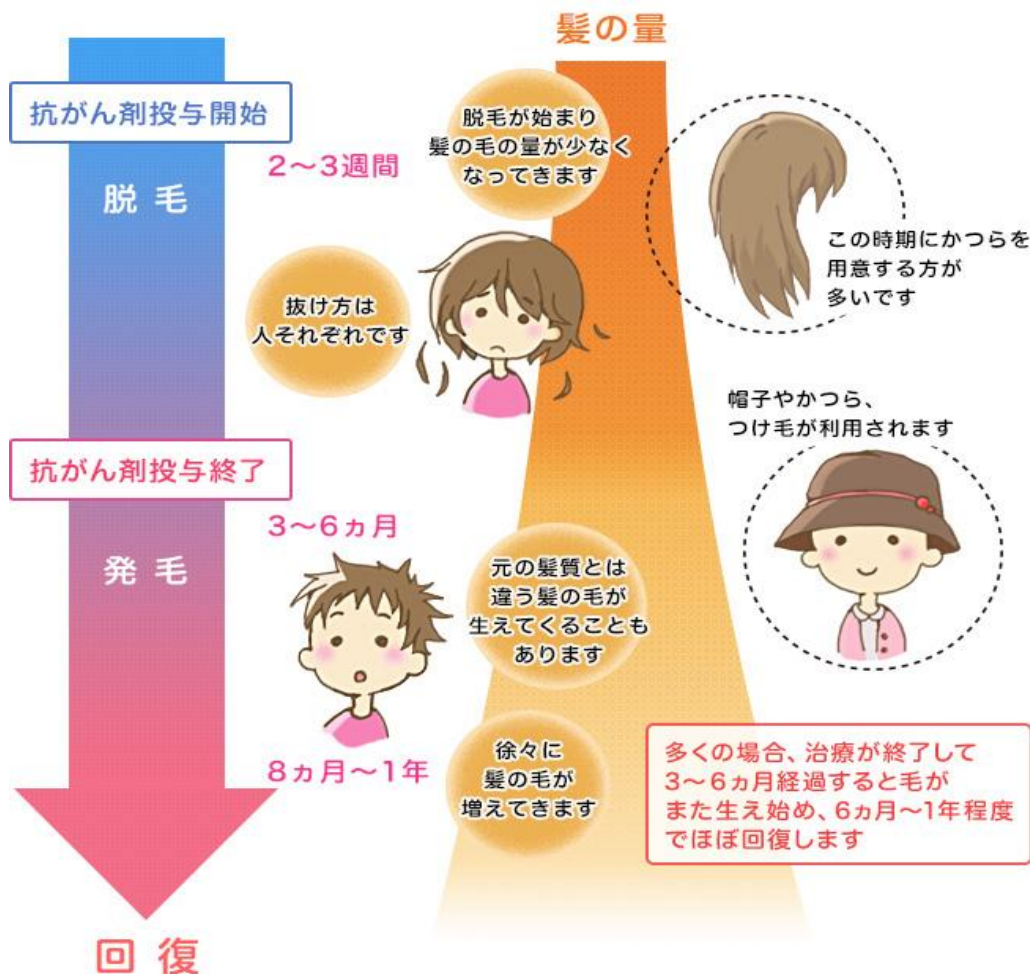 髪の量
抗がん剤投与開始
脱毛
2〜3週間
脱毛が始まり
髪の毛の量が少なく
なってきます
この時期にかつらを
用意する方が
多いです
抜け方は
人それぞれです
帽子やかつら、
つけ毛が利用されます
抗がん剤投与終了
3〜6ヵ月
発毛
元の髪質とは
違う髪の毛が
生えてくることも
あります
8ヵ月〜1年
徐々に
髪の毛が
増えてきます
多くの場合、治療が終了して
3〜6ヵ月経過すると毛が
また生え始め、6ヵ月〜1年程度
でほぼ回復します
回復